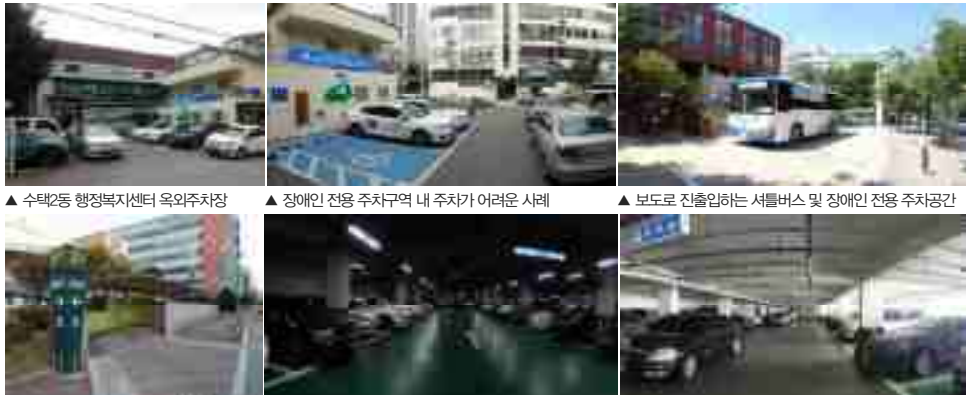 ▲ 수택2동 행정복지센터 옥외주차장
▲ 장애인 전용 주차구역 내 주차가 어려운 사례
▲ 보도로 진출입하는 셔틀버스 및 장애인 전용 주차공간